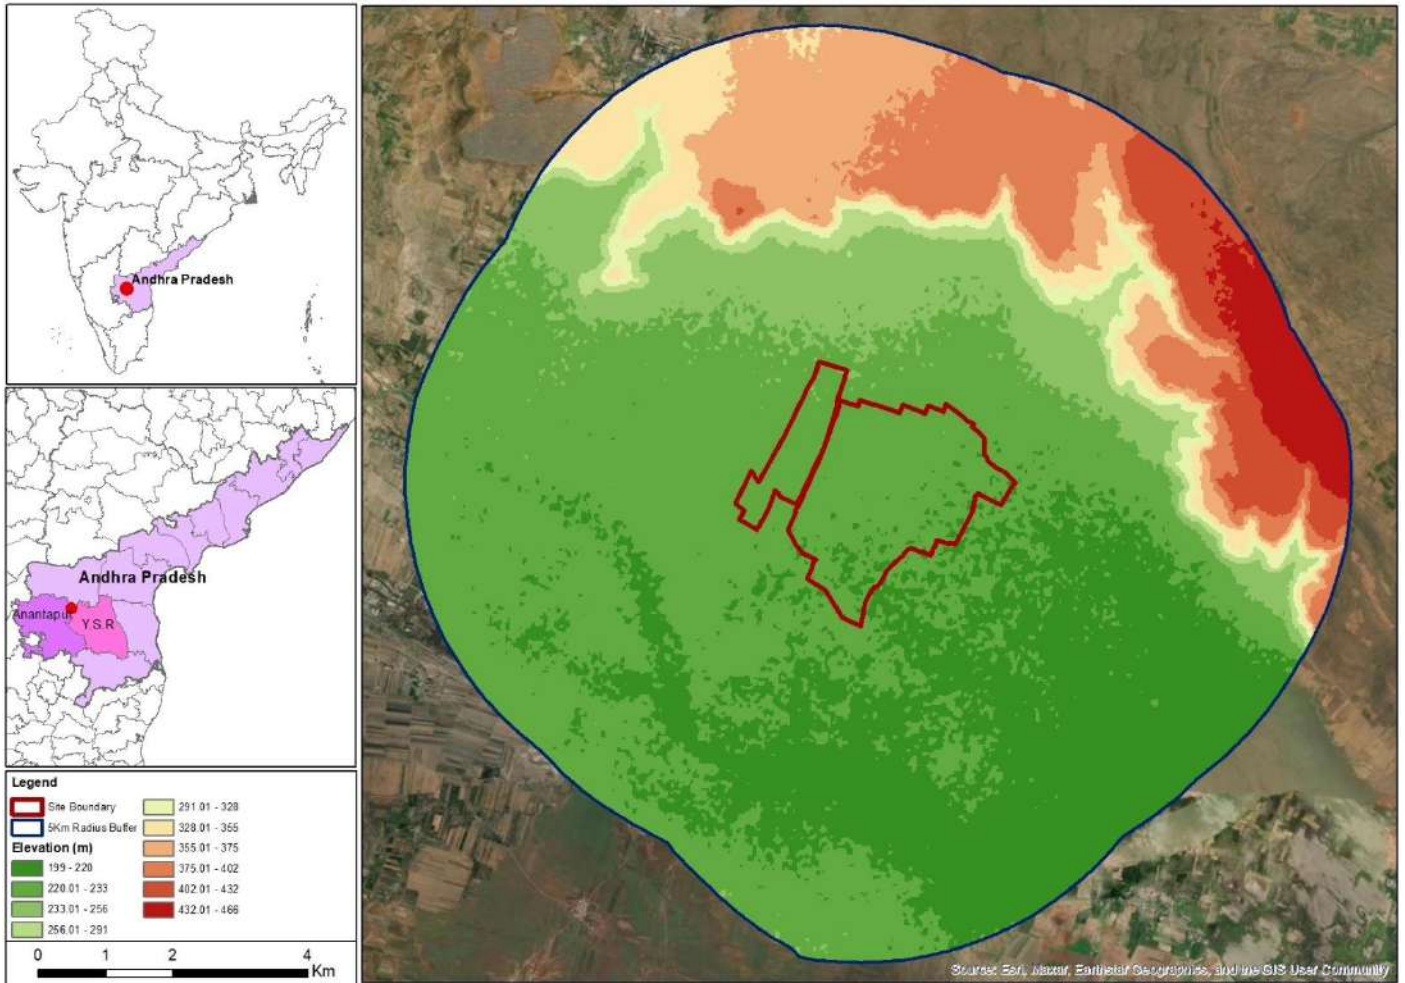 Andhra Pradesh
Andhra Pradesh
Anantapur
Y.S.R
Legend
Site Boundary
5Km Radius Buffer
Elevation (m)
199 - 220
220.01 - 233
233.01 - 256
256.01 - 291
291.01 - 328
328.01 - 355
355.01 - 375
375.01 - 402
402.01 - 432
432.01 - 466
0 1 2 4
Km
Source: Esri, Maxar, Earthstar Geographics, and the GIS User Community